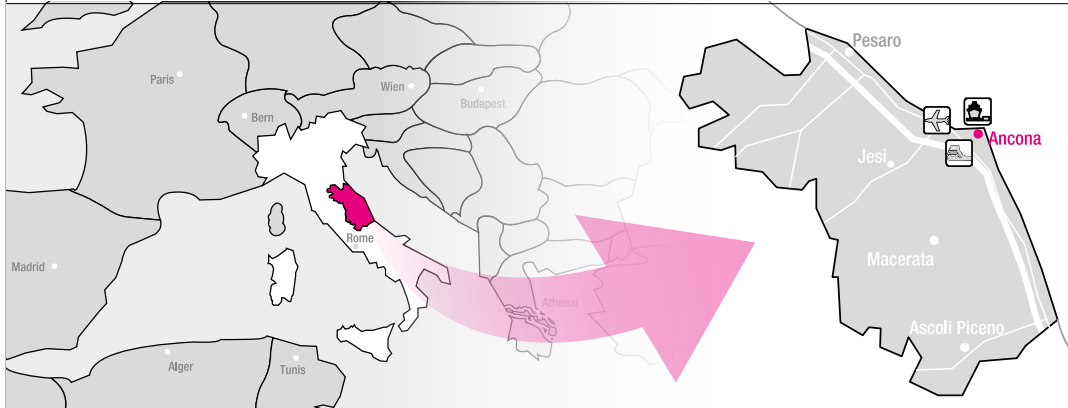 Paris
Wien
Budapest
Bern
Rome
Madrid
Athenai
Alger
Tunis
Pesaro
Ancona
Jesi
Macerata
Ascoli Piceno